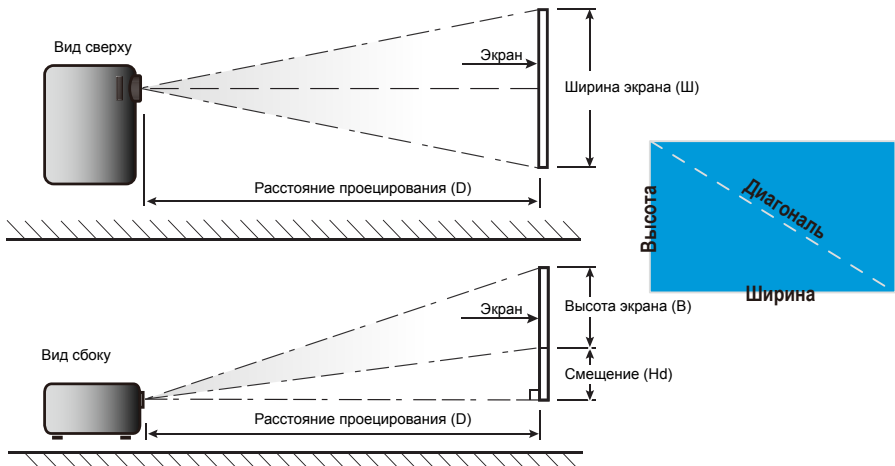 Вид сверху
Экран
Ширина экрана (Ш)
Расстояние проецирования (D)
Высота
Диагональ
Ширина
Экран
Высота экрана (В)
Вид сбоку
Смещение (Hd)
Расстояние проецирования (D)